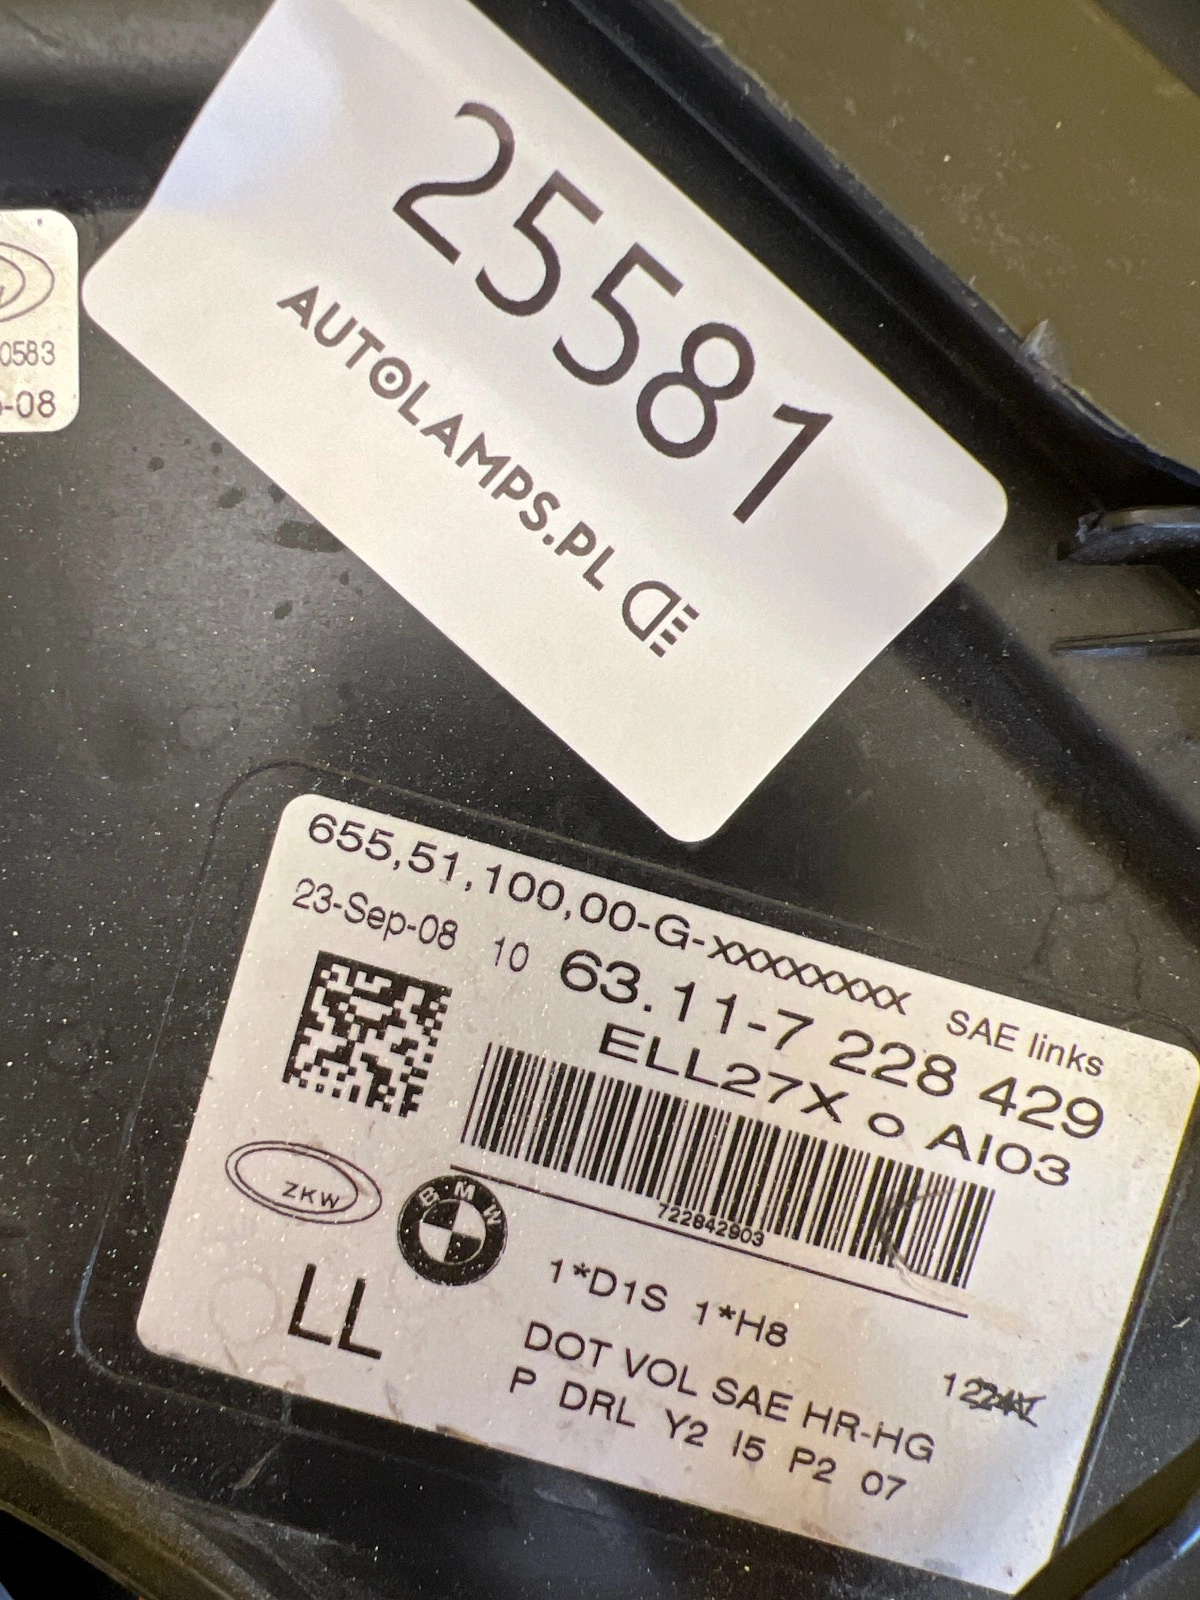 25581
AUTOLAMPS.PL
0583
-08
655,51,100,00-G-xxxxxxxxx SAE links
23-Sep-08 10 63.11-7 228 429
ELL27X o AI03
722842903
ZKW
BMW
1*D1S 1*H8
LL
DOT VOL SAE HR-HG
P DRL Y2 I5 P2 07